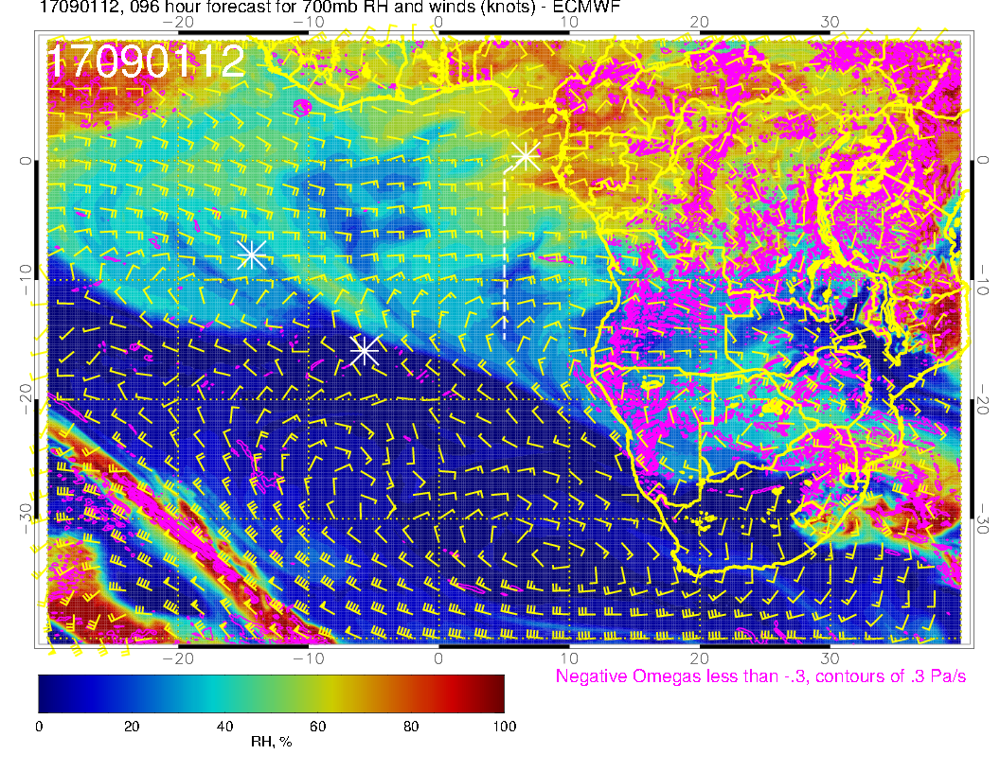 17090112, 096 hour forecast for 700mb RH and winds (knots) - ECMWF
-20 -10 0 10 20 30
17090112
0 0
-10 -10
-20 -20
-30 -30
-20 -10 0 10 20 30
Negative Omegas less than -.3, contours of .3 Pa/s
0 20 40 60 80 100
RH, %